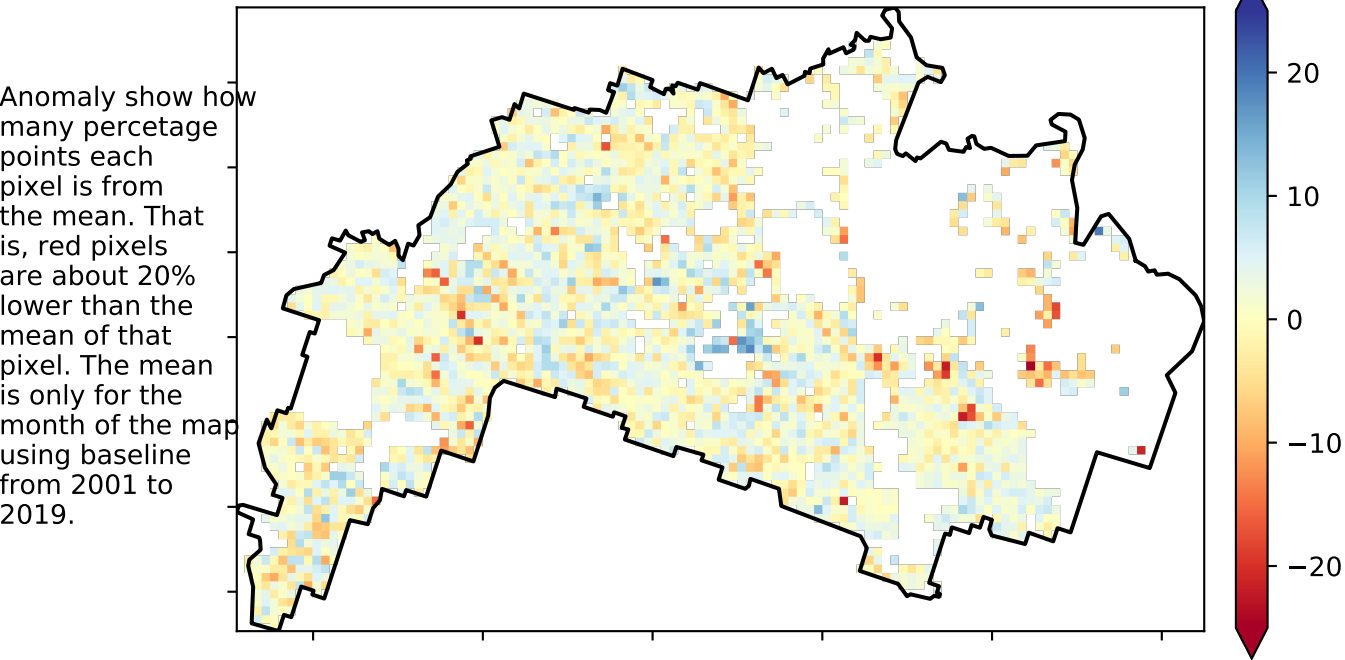 Anomaly show how
many percetage
points each
pixel is from
the mean. That
is, red pixels
are about 20%
lower than the
mean of that
pixel. The mean
is only for the
month of the map
using baseline
from 2001 to
2019.
20
10
0
−10
−20